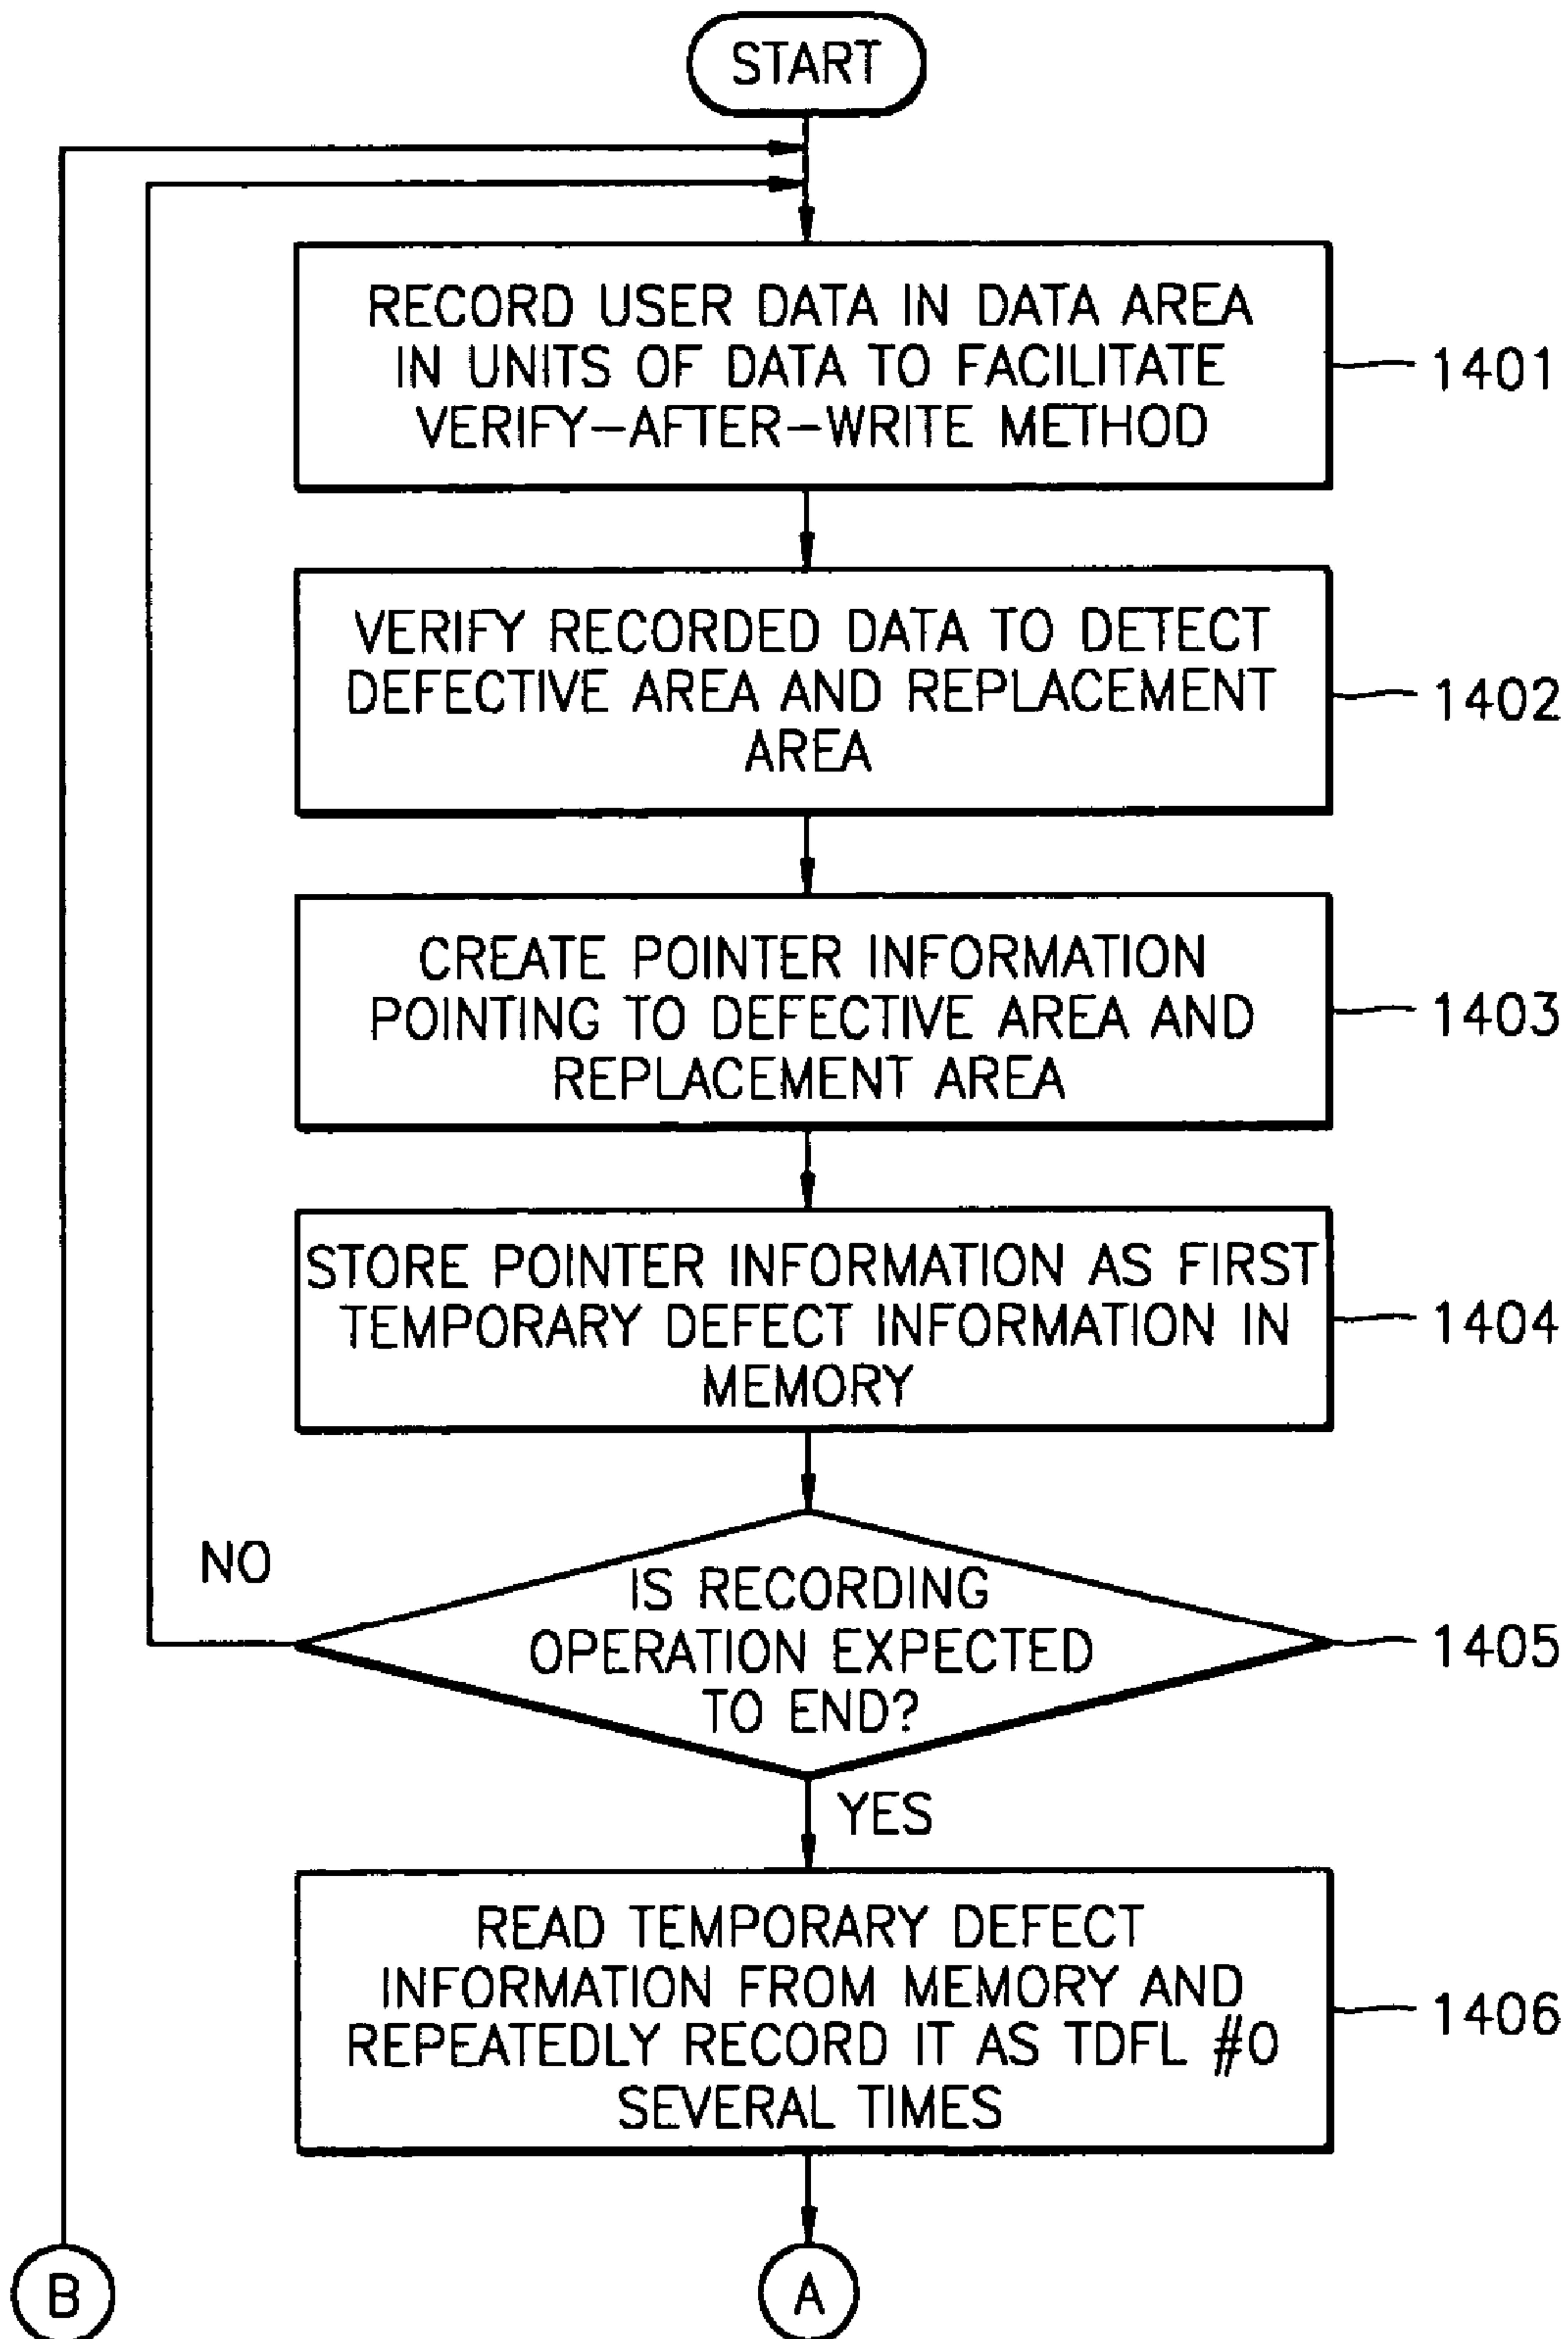 START
RECORD USER DATA IN DATA AREA
IN UNITS OF DATA TO FACILITATE
VERIFY-AFTER-WRITE METHOD
1401
VERIFY RECORDED DATA TO DETECT
DEFECTIVE AREA AND REPLACEMENT
AREA
1402
CREATE POINTER INFORMATION
POINTING TO DEFECTIVE AREA AND
REPLACEMENT AREA
1403
STORE POINTER INFORMATION AS FIRST
TEMPORARY DEFECT INFORMATION IN
MEMORY
1404
NO
IS RECORDING
OPERATION EXPECTED
TO END?
1405
YES
READ TEMPORARY DEFECT
INFORMATION FROM MEMORY AND
REPEATEDLY RECORD IT AS TDFL #0
SEVERAL TIMES
1406
B
A